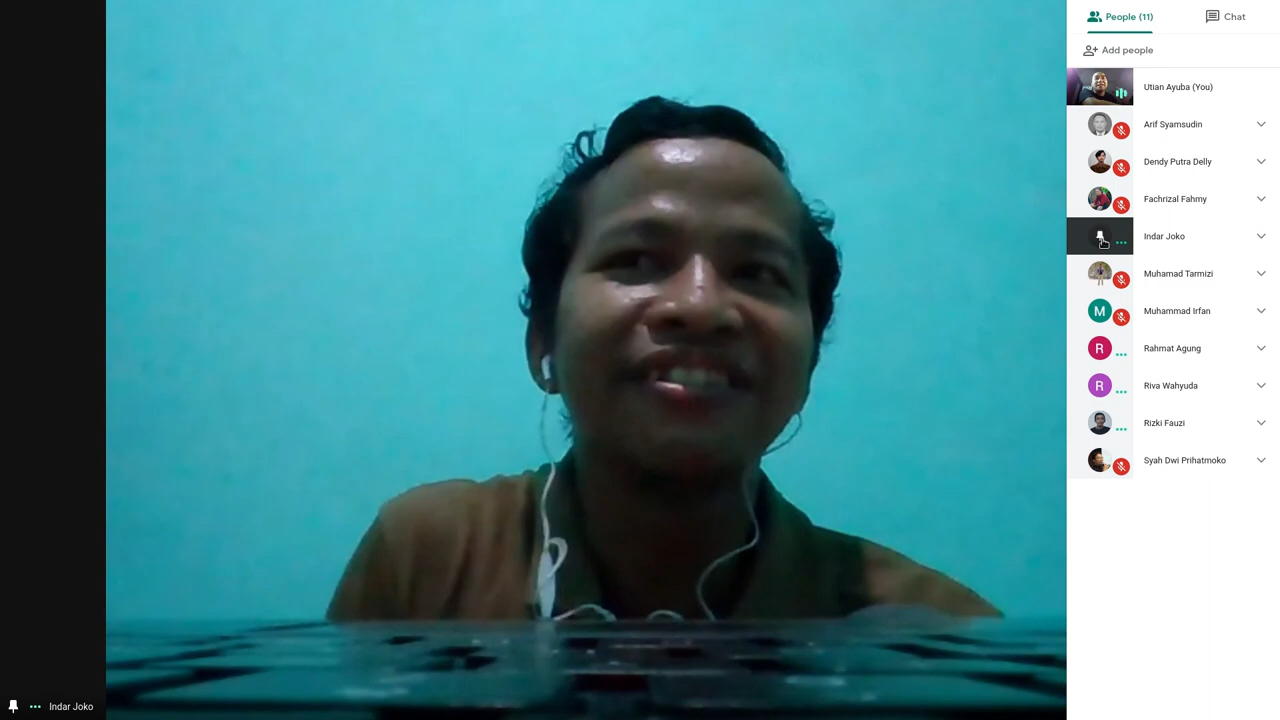 People (11)
Chat
Add people
Utian Ayuba (You)
Arif Syamsudin
Dendy Putra Delly
Fachrizal Fahmy
Indar Joko
Muhamad Tarmizi
M
Muhammad Irfan
R
Rahmat Agung
R
Riva Wahyuda
Rizki Fauzi
Syah Dwi Prihatmoko
Indar Joko